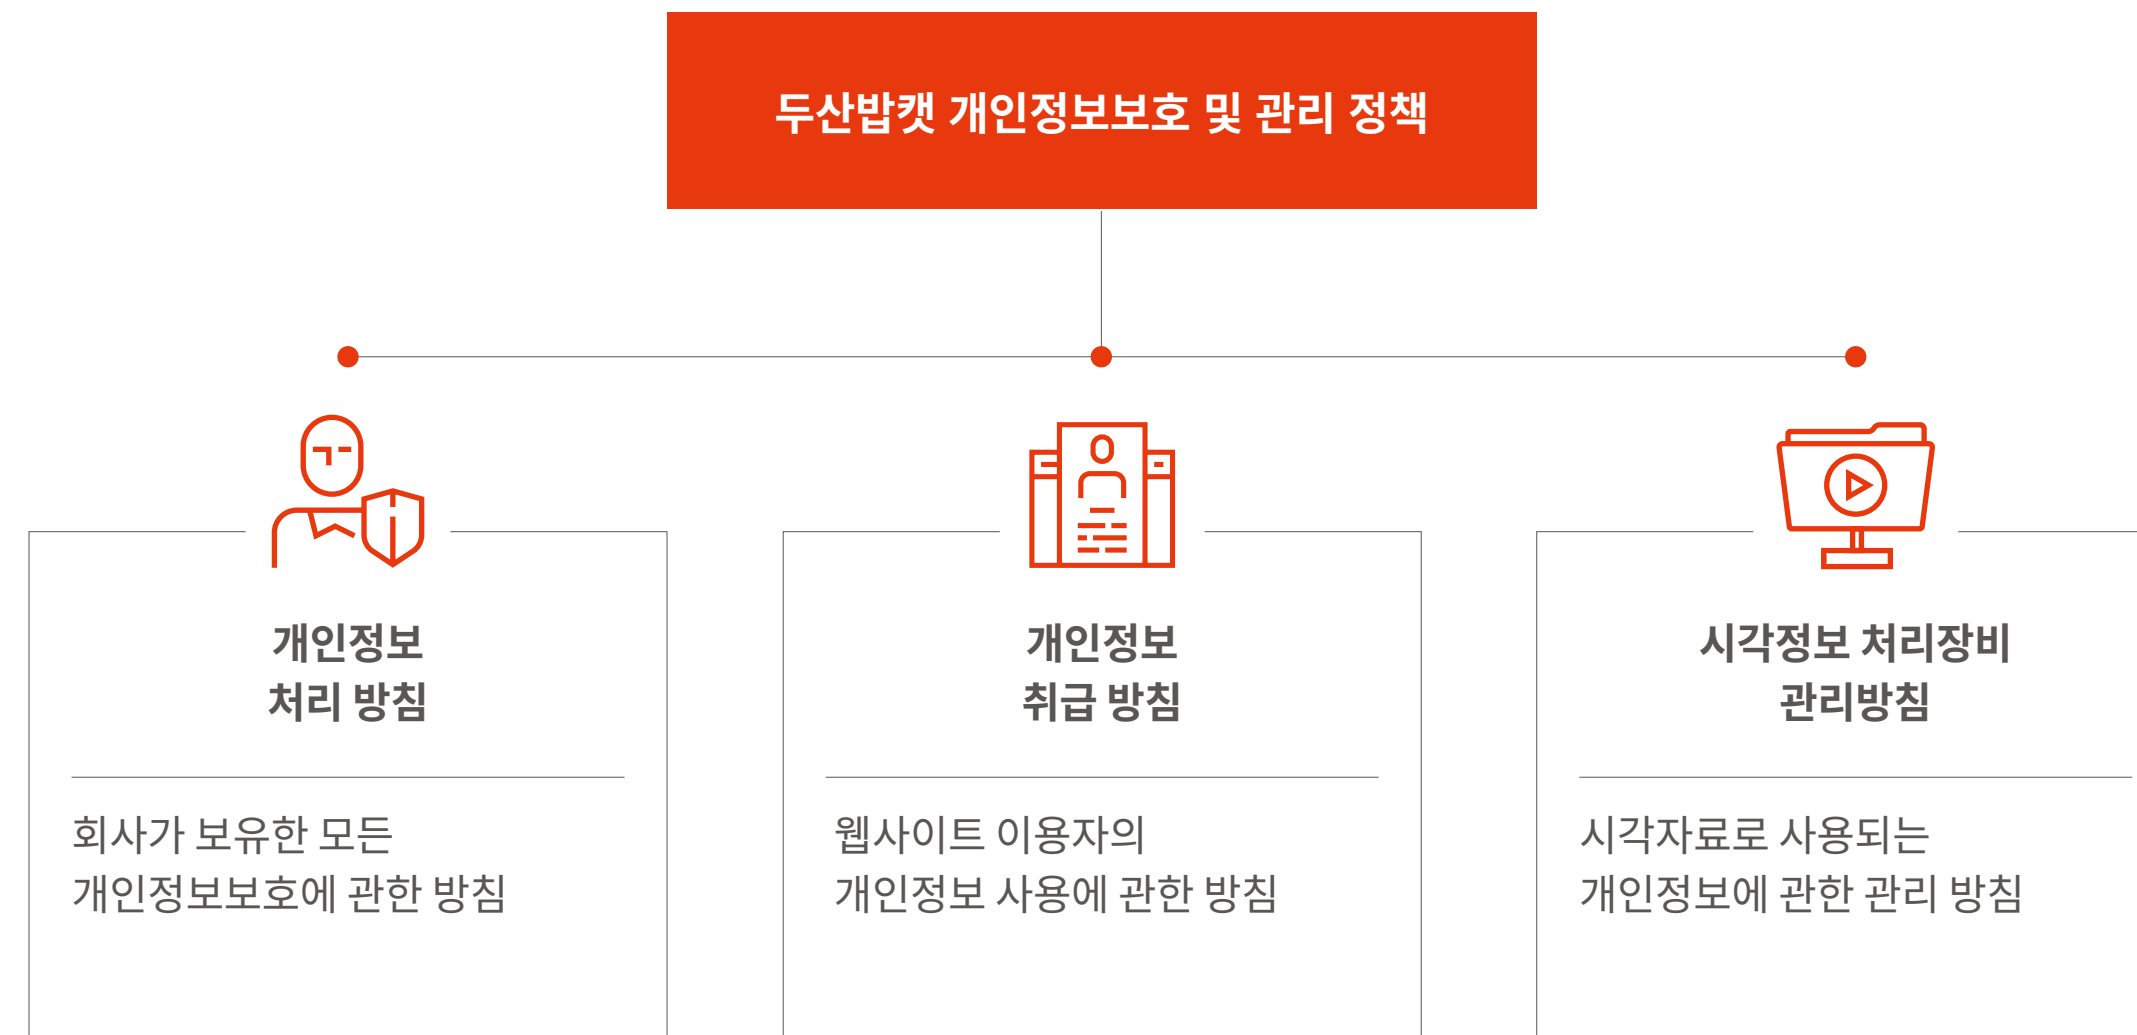 두산밥캣 개인정보보호 및 관리 정책
개인정보
처리 방침
회사가 보유한 모든
개인정보보호에 관한 방침
개인정보
취급 방침
웹사이트 이용자의
개인정보 사용에 관한 방침
시각정보 처리장비
관리방침
시각자료로 사용되는
개인정보에 관한 관리 방침